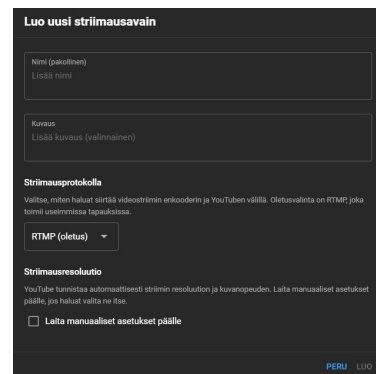 Luo uusi striimausavain
Nimi (pakollinen)
Lisää nimi
Kuvaus
Lisää kuvaus (valinnainen)
Striimausprotokolla
Valitse, miten haluat siirtää videostriimin enkooderin ja YouTuben välillä. Oletusvalinta on RTMP, joka
toimii useimmissa tapauksissa.
RTMP (oletus)
Striimausresoluutio
YouTube tunnistaa automaattisesti striimin resoluution ja kuvanopeuden. Laita manuaaliset asetukset
päälle, jos haluat valita ne itse.
Laita manuaaliset asetukset päälle
PERU LUO